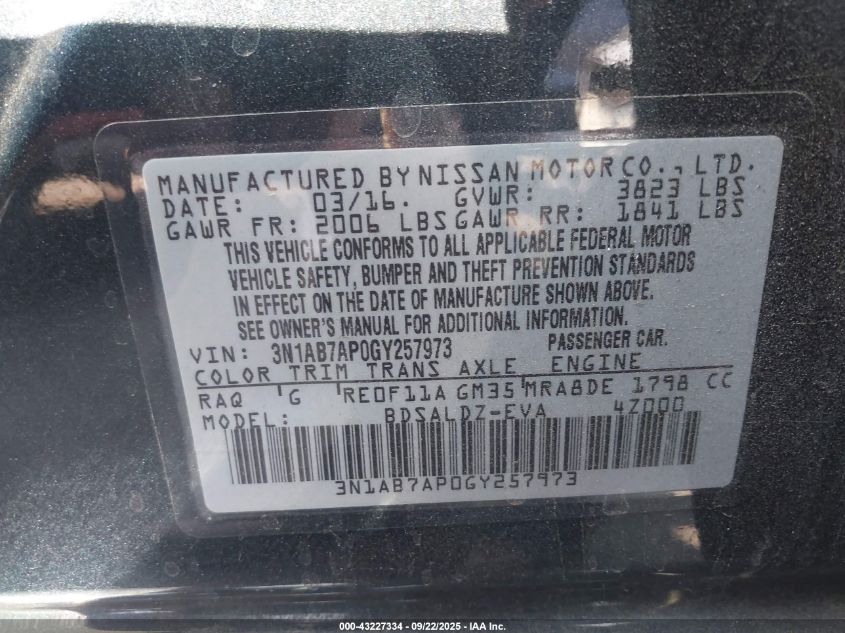 MANUFACTURED BY NISSAN MOTOR CO., LTD.
DATE: 03/16. GVWR: 3823 LBS
GAWR FR: 2006 LBS GAWR RR: 1841 LBS
THIS VEHICLE CONFORMS TO ALL APPLICABLE FEDERAL MOTOR
VEHICLE SAFETY, BUMPER AND THEFT PREVENTION STANDARDS
IN EFFECT ON THE DATE OF MANUFACTURE SHOWN ABOVE.
SEE OWNER'S MANUAL FOR ADDITIONAL INFORMATION.
VIN: 3N1AB7AP0GY257973 PASSENGER CAR.
COLOR TRIM TRANS AXLE ENGINE
RAQ G RE0F11A GM35 MRA8DE 1798 CC
MODEL: BDSALDZ-EVA 4Z000
3N1AB7AP0GY257973
000-43227334 - 09/22/2025 - IAA Inc.